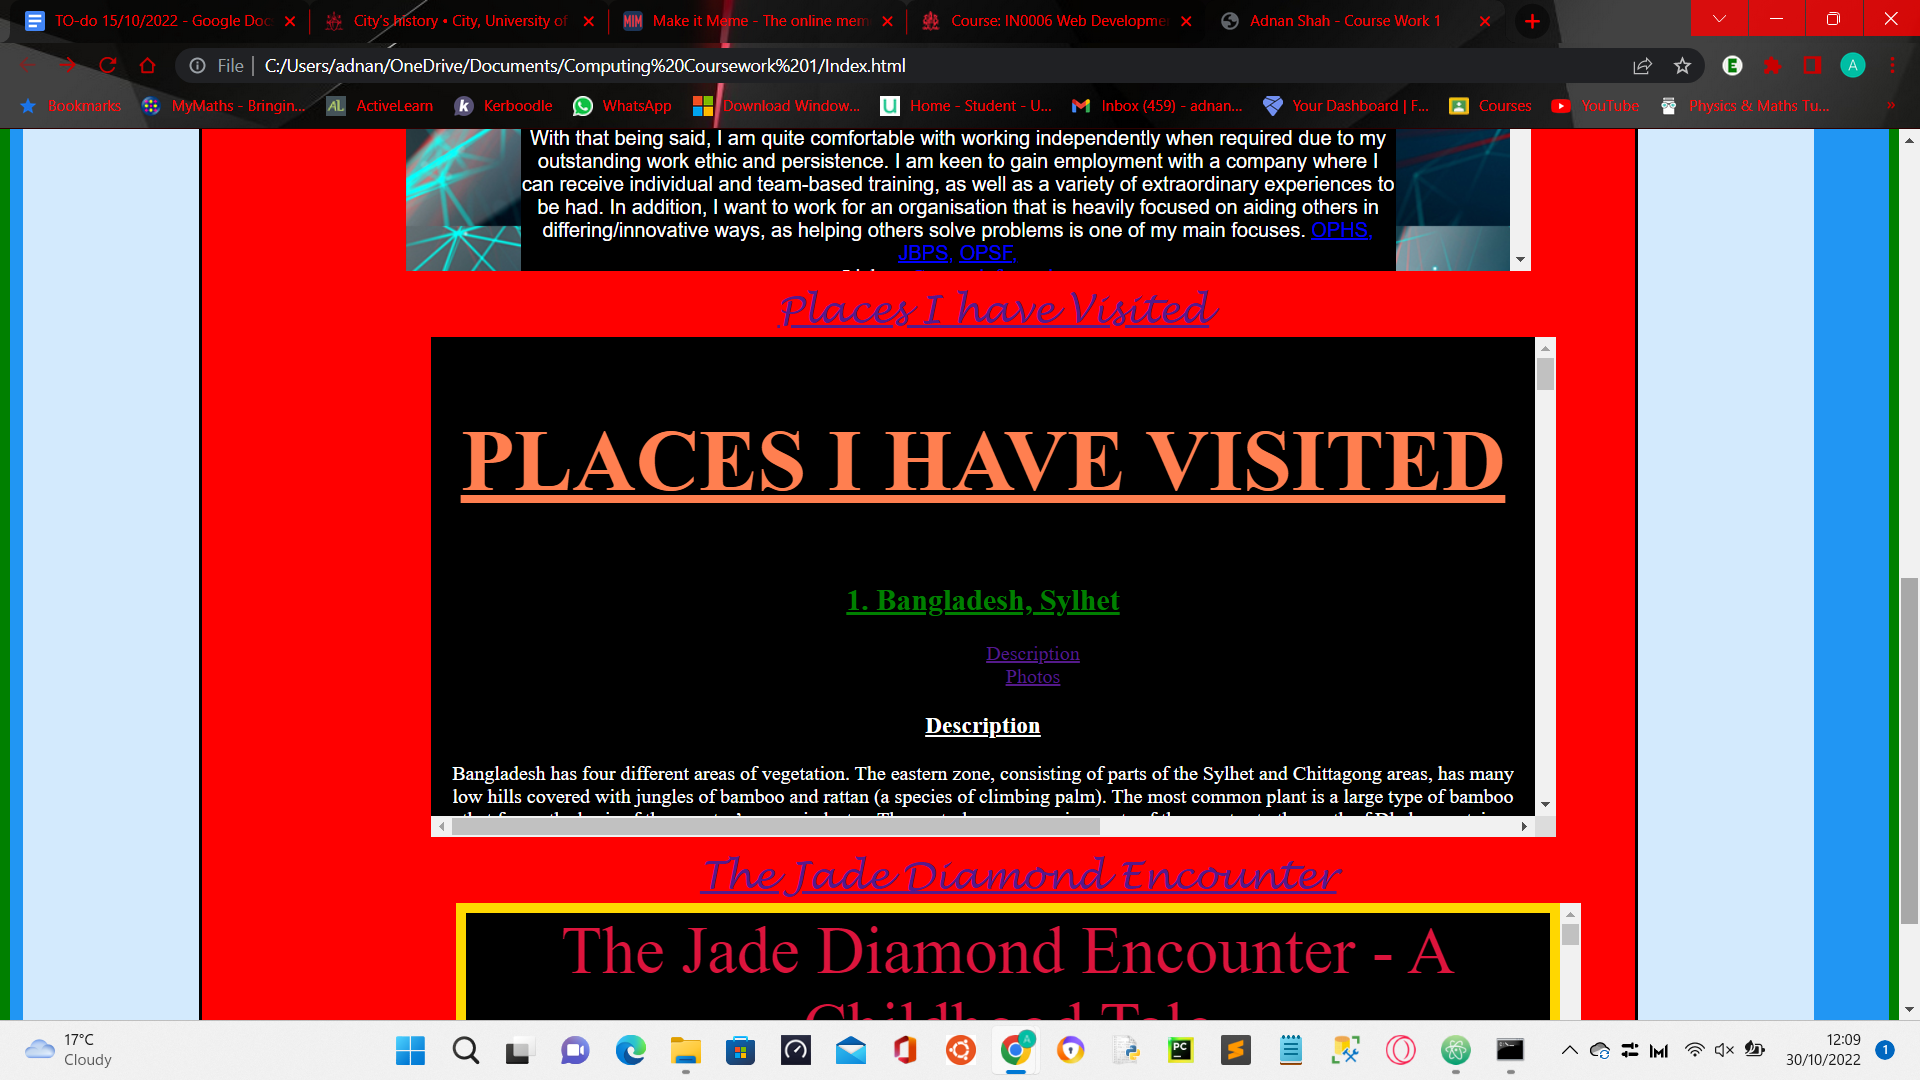 TO-do 15/10/2022 - Google Doc
City's history • City, University of
MIM Make it Meme - The online mem
Course: IN0006 Web Developmen
Adnan Shah - Course Work 1
File | C:/Users/adnan/OneDrive/Documents/Computing%20Coursework%201/Index.html
E
A
Bookmarks
MyMaths - Bringin...
AL ActiveLearn
k Kerboodle
WhatsApp
Download Window...
U Home - Student - U...
Inbox (459) - adnan...
Your Dashboard | F...
Courses
YouTube
Physics & Maths Tu...
»
With that being said, I am quite comfortable with working independently when required due to my
outstanding work ethic and persistence. I am keen to gain employment with a company where I
can receive individual and team-based training, as well as a variety of extraordinary experiences to
be had. In addition, I want to work for an organisation that is heavily focused on aiding others in
differing/innovative ways, as helping others solve problems is one of my main focuses. OPHS,
JBPS, OPSF,
Places I have Visited
PLACES I HAVE VISITED
1. Bangladesh, Sylhet
Description
Photos
Description
Bangladesh has four different areas of vegetation. The eastern zone, consisting of parts of the Sylhet and Chittagong areas, has many
low hills covered with jungles of bamboo and rattan (a species of climbing palm). The most common plant is a large type of bamboo
The Jade Diamond Encounter
The Jade Diamond Encounter - A
Childhood Tale
17°C
Cloudy
A
PC
12:09
30/10/2022
1